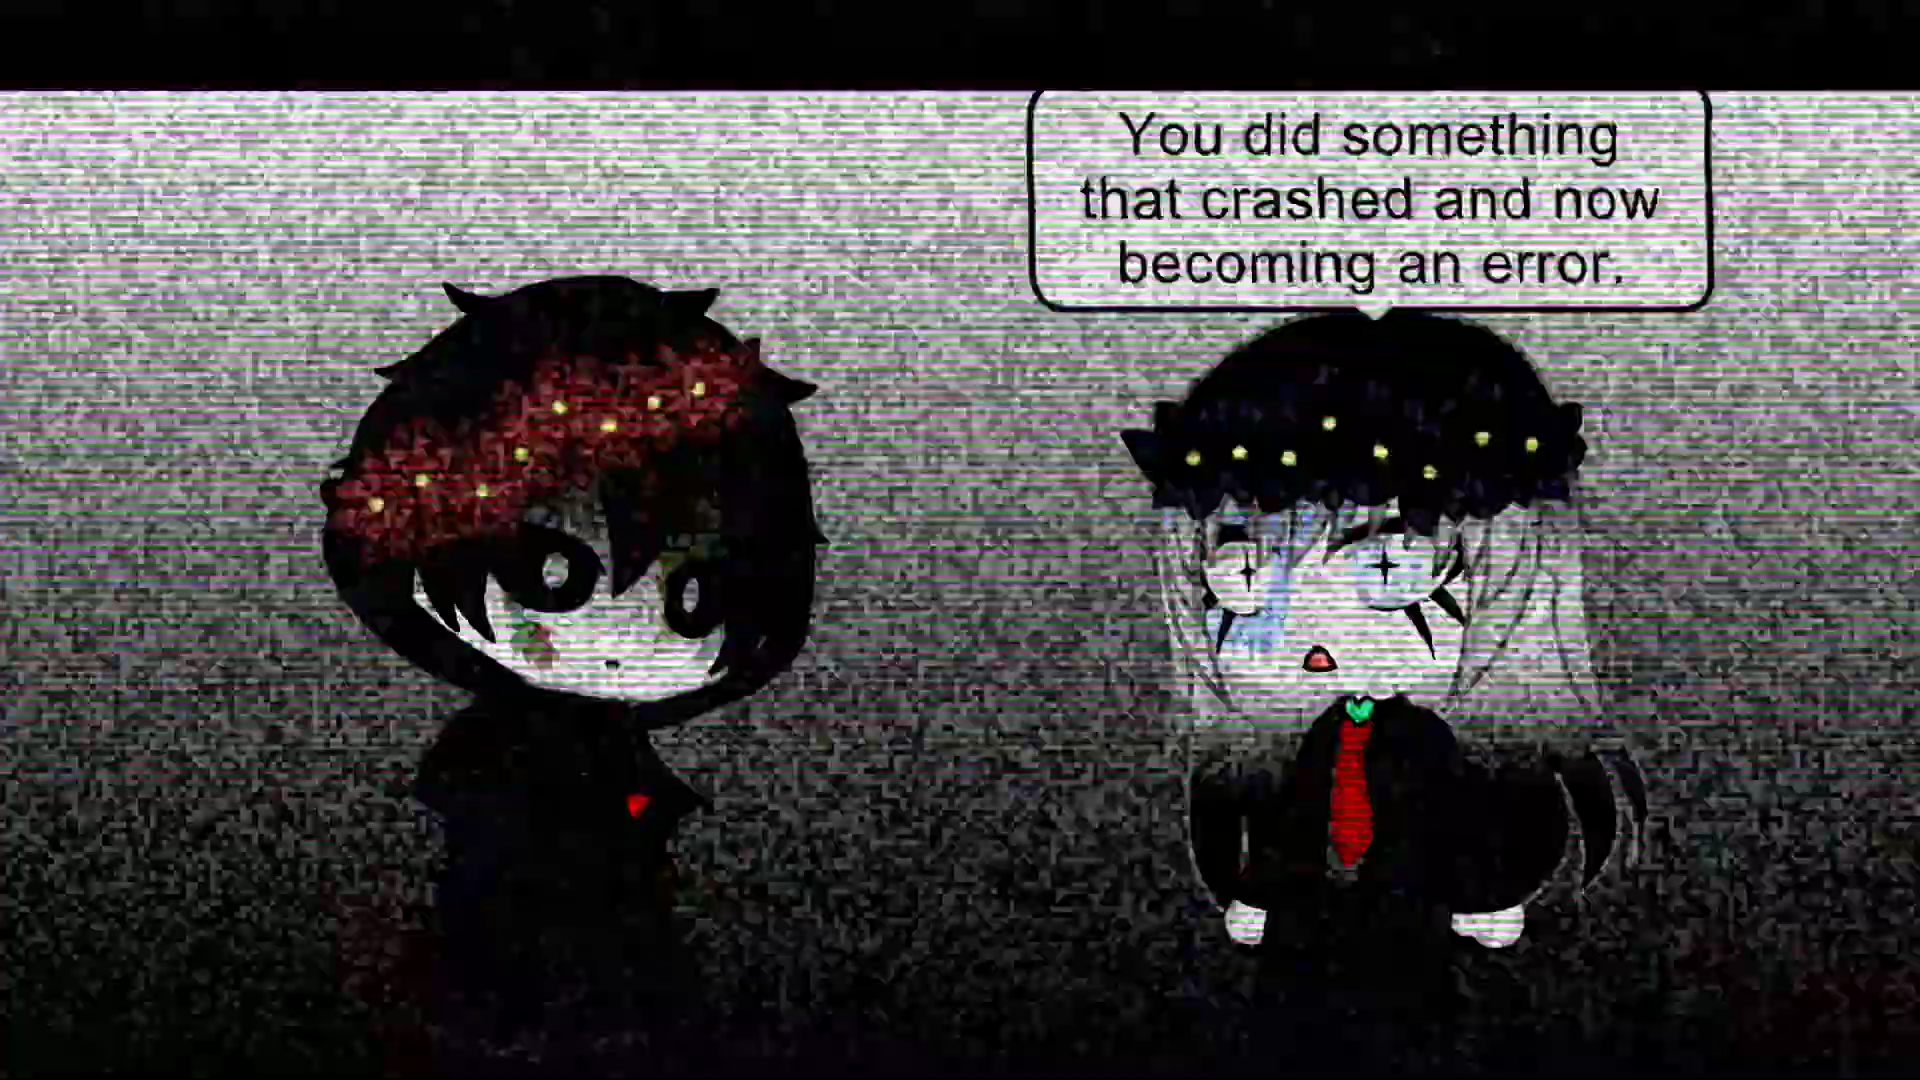 You did something
that crashed and now
becoming an error.